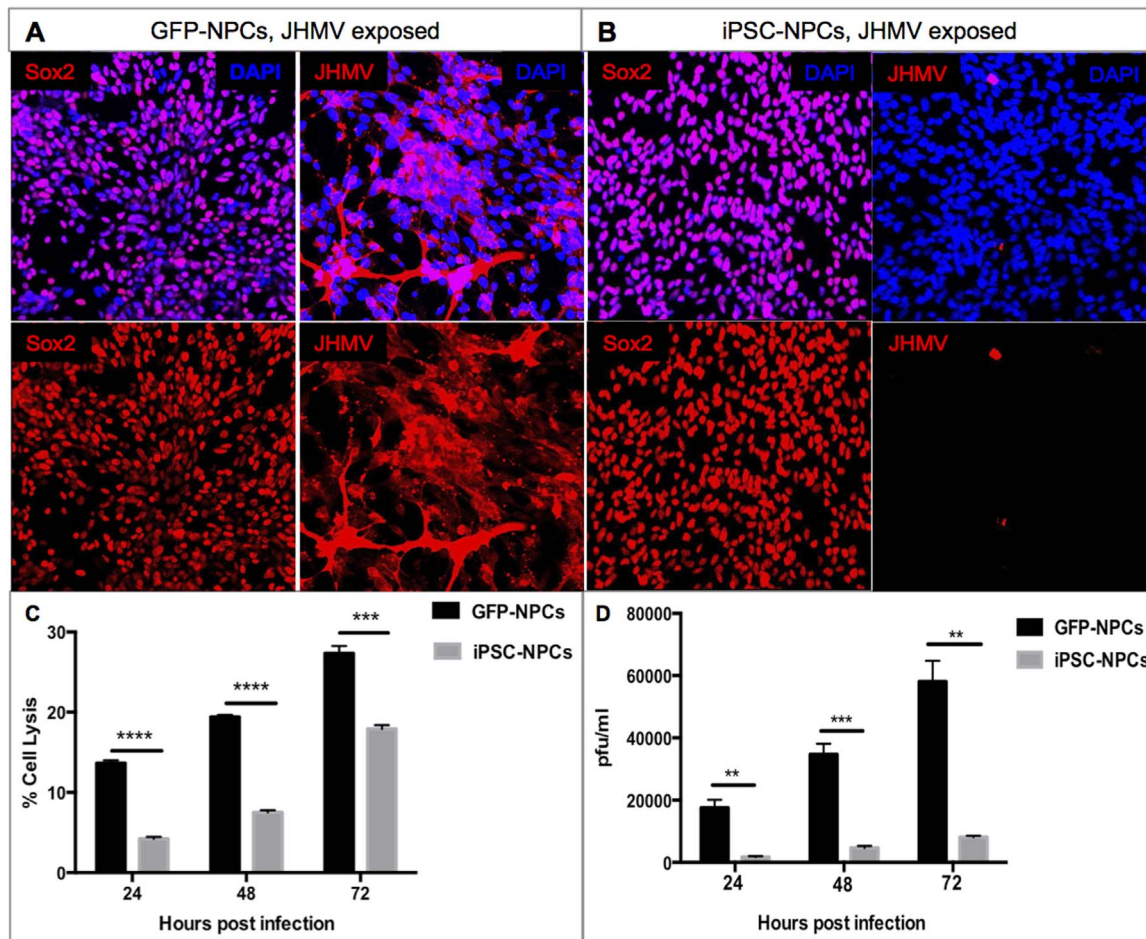 A GFP-NPCs, JHMV exposed
B iPSC-NPCs, JHMV exposed
Sox2 DAPI
JHMV DAPI
Sox2 DAPI
JHMV DAPI
Sox2
JHMV
Sox2
JHMV
C
GFP-NPCs
iPSC-NPCs
% Cell Lysis
30
20
10
0
****
****
***
24 48 72
Hours post infection
D
GFP-NPCs
iPSC-NPCs
pfu/ml
80000
60000
40000
20000
0
**
***
**
24 48 72
Hours post infection